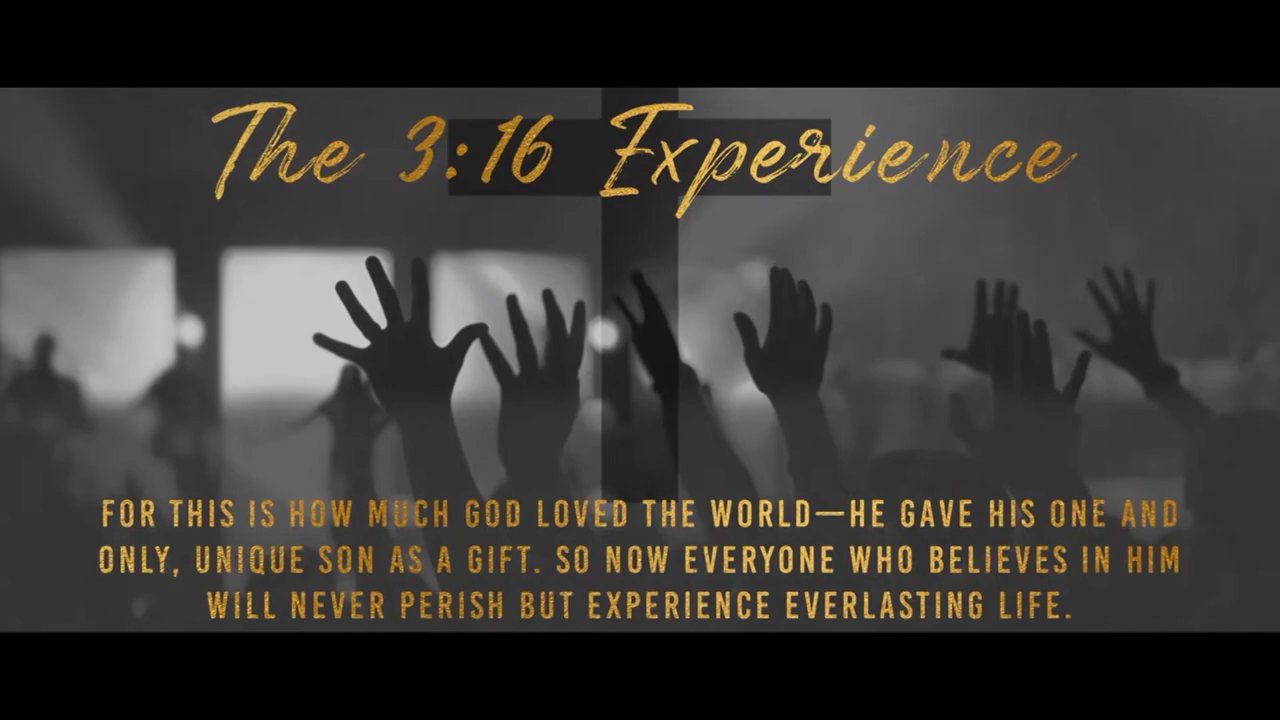 The 3:16 Experience
FOR THIS IS HOW MUCH GOD LOVED THE WORLD—HE GAVE HIS ONE AND
ONLY, UNIQUE SON AS A GIFT. SO NOW EVERYONE WHO BELIEVES IN HIM
WILL NEVER PERISH BUT EXPERIENCE EVERLASTING LIFE.